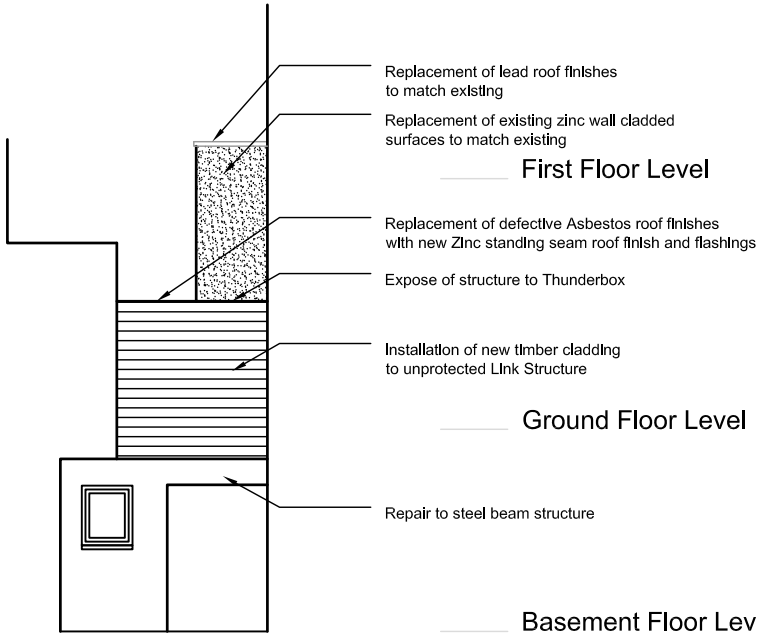 Replacement of lead roof finishes
to match existing
Replacement of existing zinc wall cladded
surfaces to match existing
First Floor Level
Replacement of defective Asbestos roof finishes
with new Zinc standing seam roof finish and flashings
Expose of structure to Thunderbox
Installation of new timber cladding
to unprotected Link Structure
Ground Floor Level
Repair to steel beam structure
Basement Floor Lev